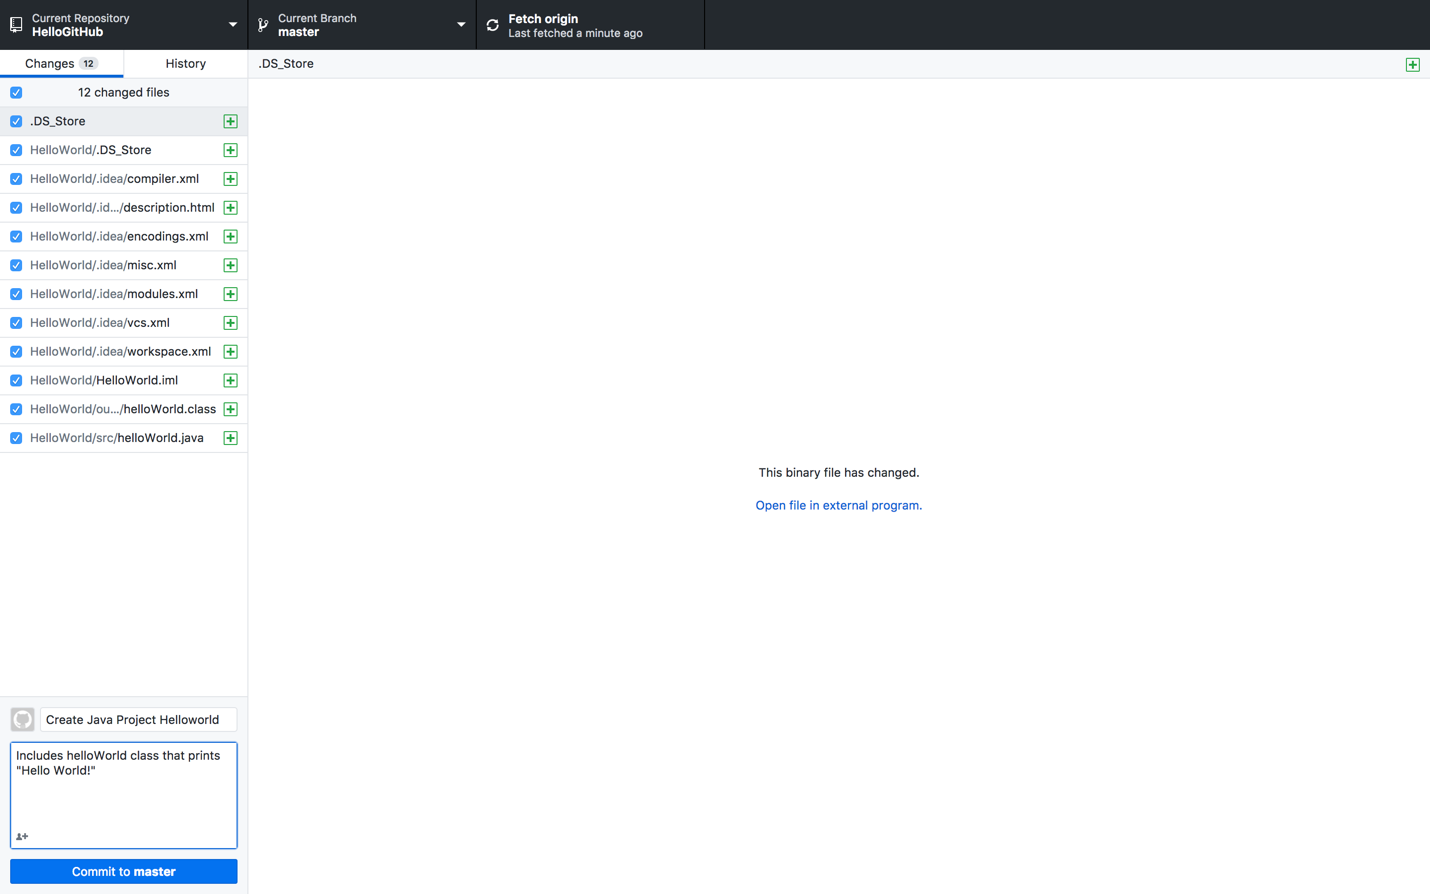 Current Repository
HelloGitHub
Current Branch
master
Fetch origin
Last fetched a minute ago
Changes 12
History
.DS_Store
12 changed files
.DS_Store
HelloWorld/.DS_Store
HelloWorld/.idea/compiler.xml
HelloWorld/.id.../description.html
HelloWorld/.idea/encodings.xml
HelloWorld/.idea/misc.xml
HelloWorld/.idea/modules.xml
HelloWorld/.idea/vcs.xml
HelloWorld/.idea/workspace.xml
HelloWorld/HelloWorld.iml
HelloWorld/ou.../helloWorld.class
HelloWorld/src/helloWorld.java
This binary file has changed.
Open file in external program.
Create Java Project Helloworld
Includes helloWorld class that prints
"Hello World!"
Commit to master